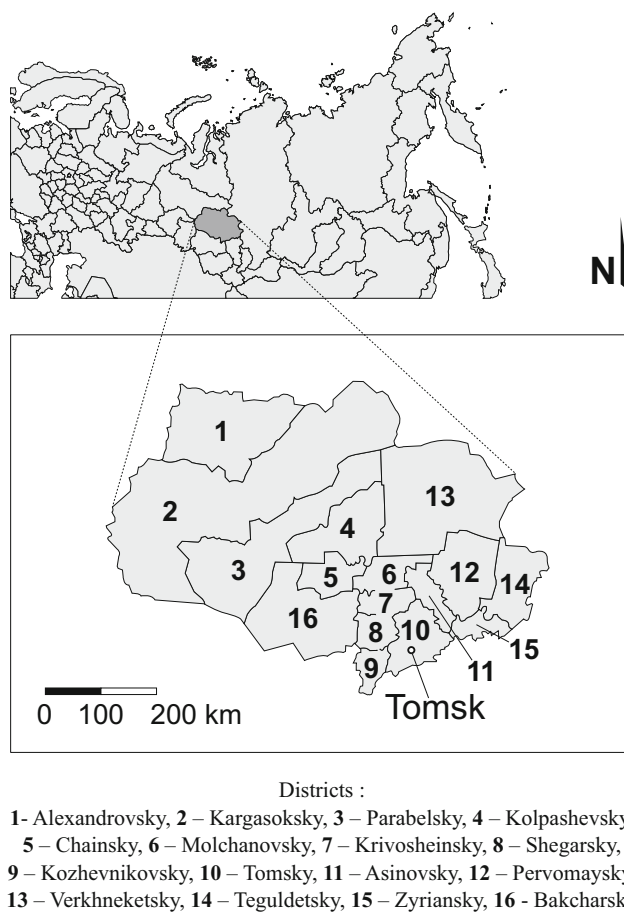 N
1
2
13
4
3
5
6
12
14
7
16
8
10
15
9
11
0 100 200 km
Tomsk
Districts :
1- Alexandrovsky, 2 – Kargasoksky, 3 – Parabelsky, 4 – Kolpashevsky
5 – Chainsky, 6 – Molchanovsky, 7 – Krivosheinsky, 8 – Shegarsky,
9 – Kozhevnikovsky, 10 – Tomsky, 11 – Asinovsky, 12 – Pervomaysky
13 – Verkhneketsky, 14 – Teguldetsky, 15 – Zyriansky, 16 - Bakcharsk